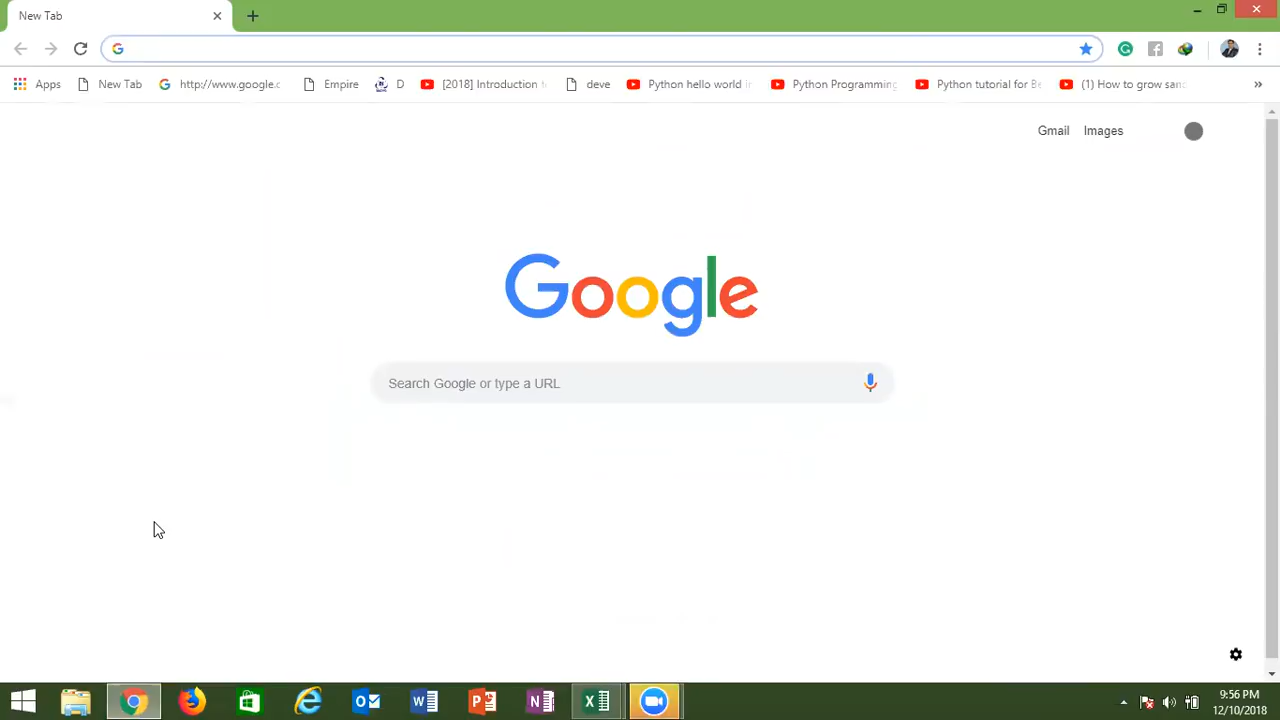 New Tab
Apps New Tab http://www.google.c Empire D [2018] Introduction t deve Python hello world i Python Programming Python tutorial for Be (1) How to grow sand
Gmail Images
Google
Search Google or type a URL
9:56 PM
12/10/2018